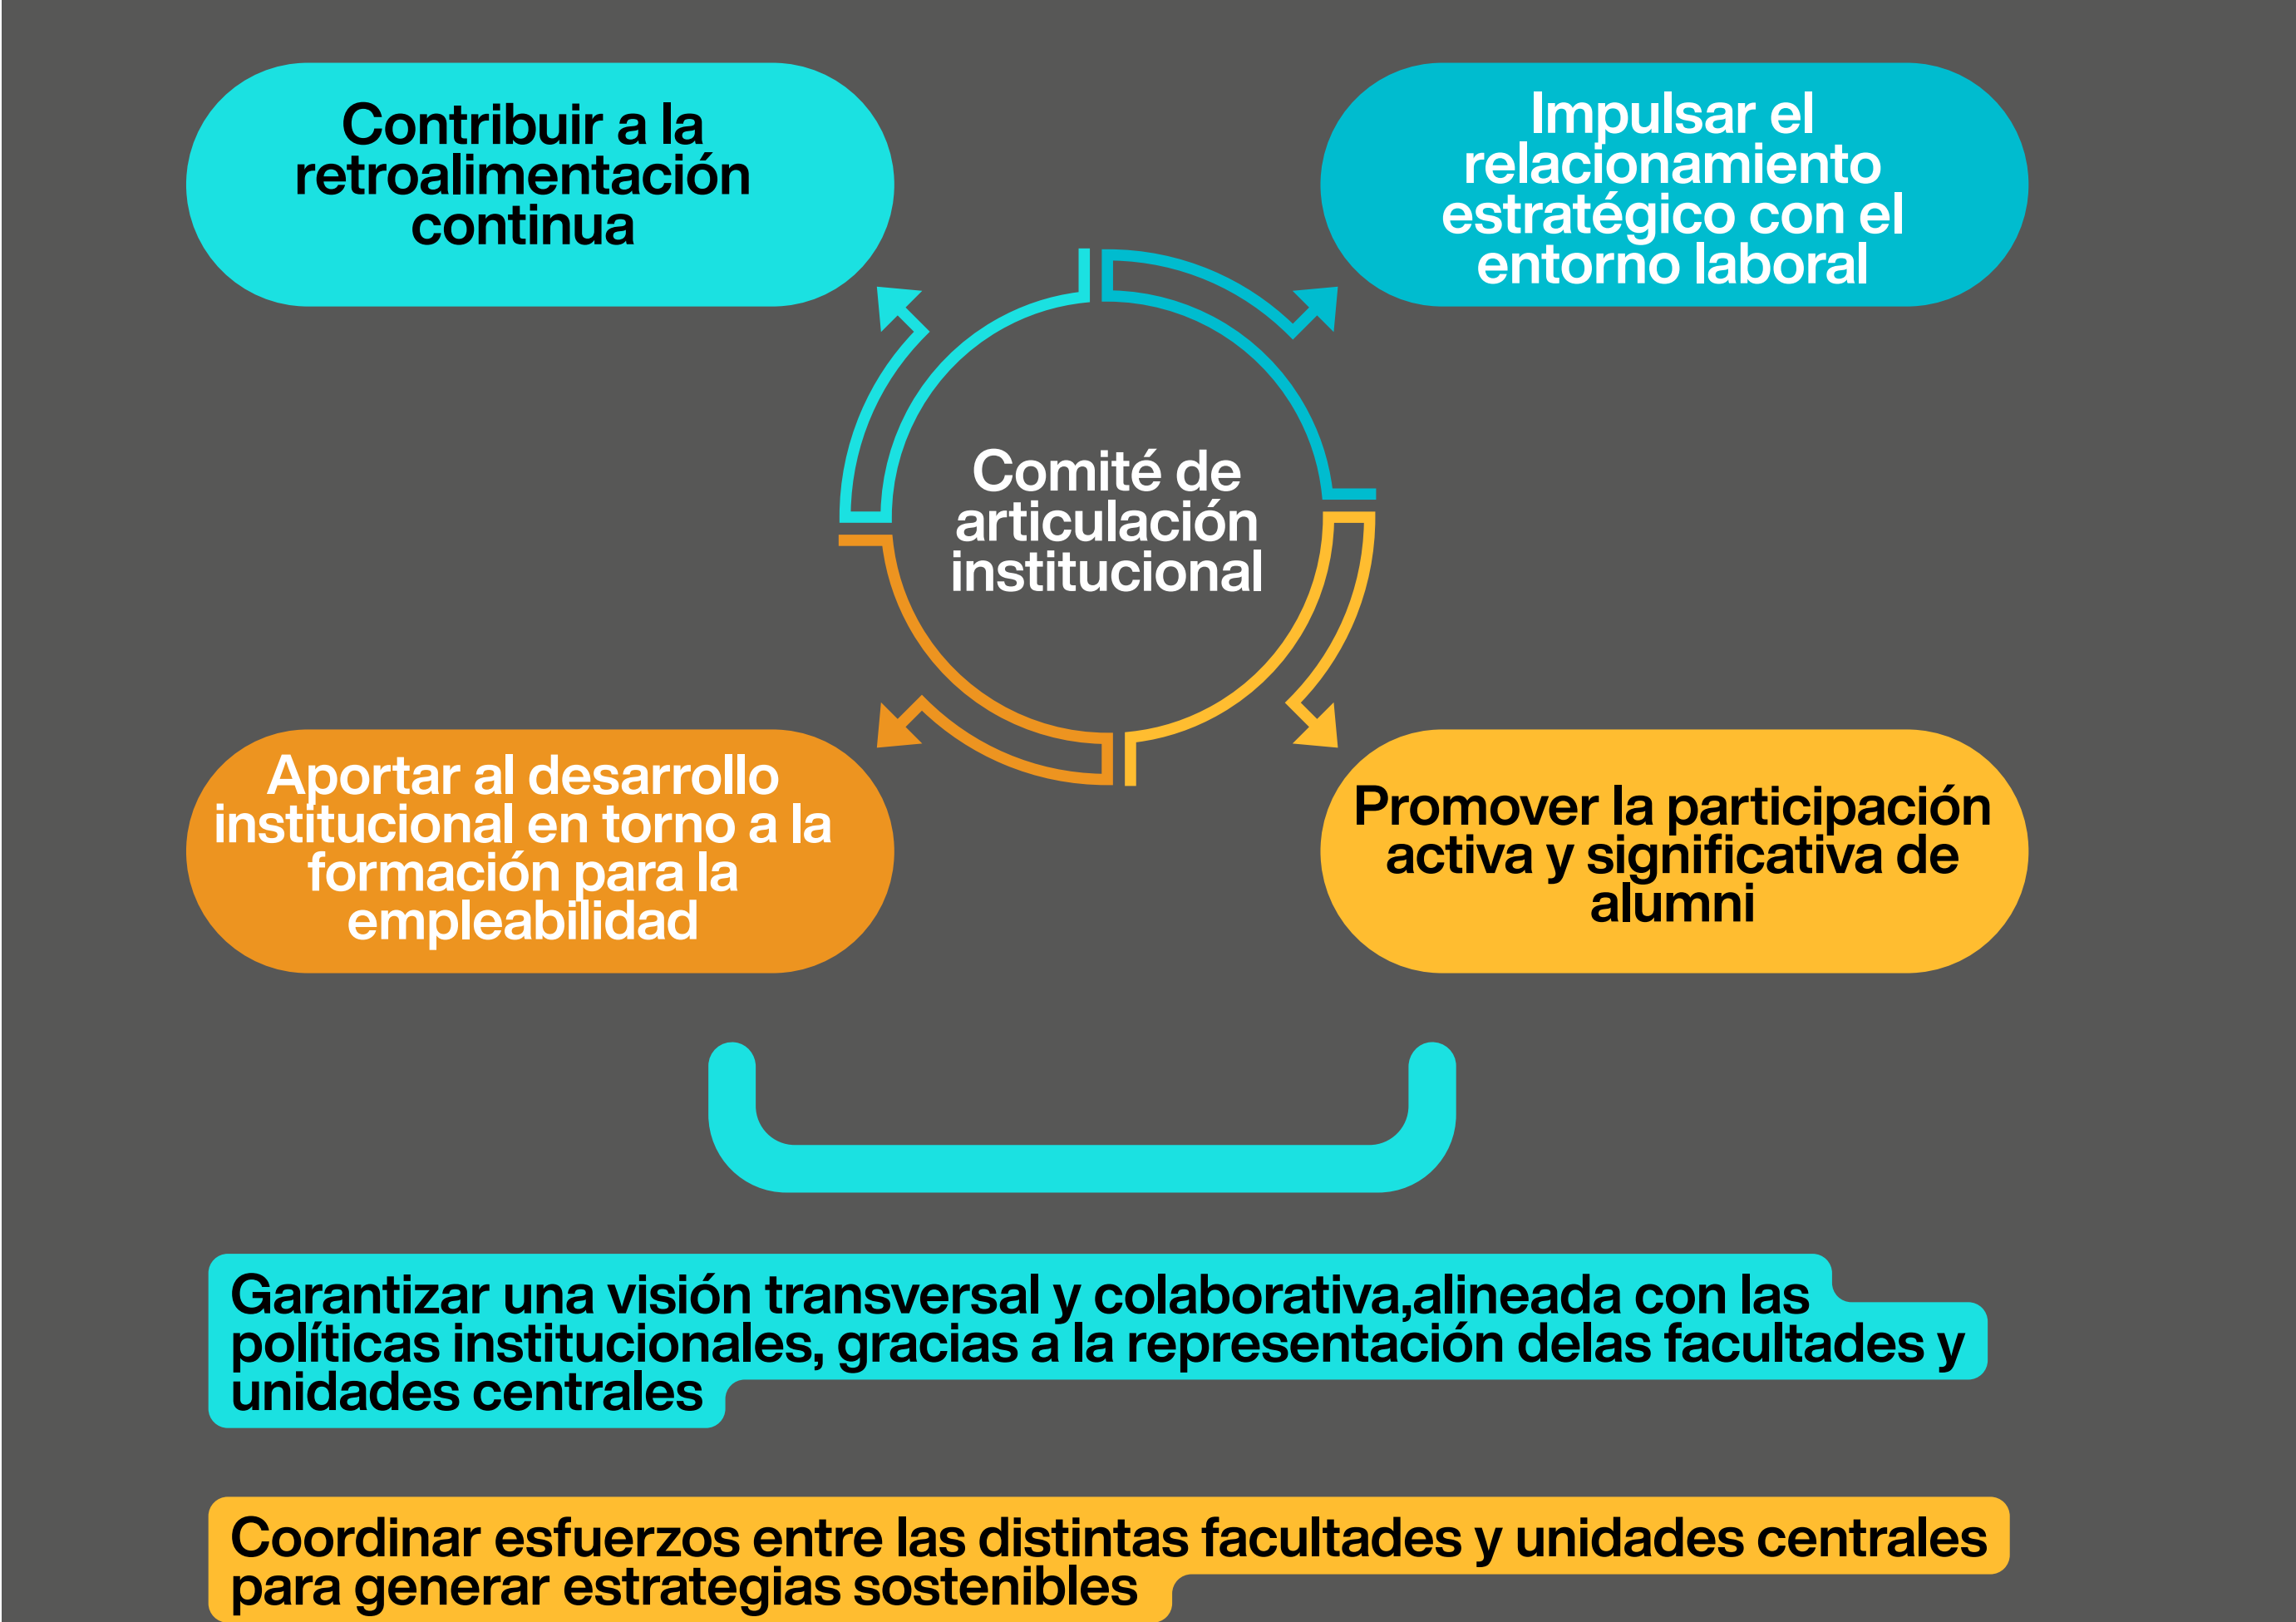 Contribuir a la
retroalimentación
continua
Impulsar el
relacionamiento
estratégico con el
entorno laboral
Comité de
articulación
institucional
Aportar al desarrollo
institucional en torno a la
formación para la
empleabilidad
Promover la participación
activa y significativa de
alumni
Garantizar una visión transversal y colaborativa,alineada con las
políticas institucionales, gracias a la representación delas facultades y
unidades centrales
Coordinar esfuerzos entre las distintas facultades y unidades centrales
para generar estrategias sostenibles